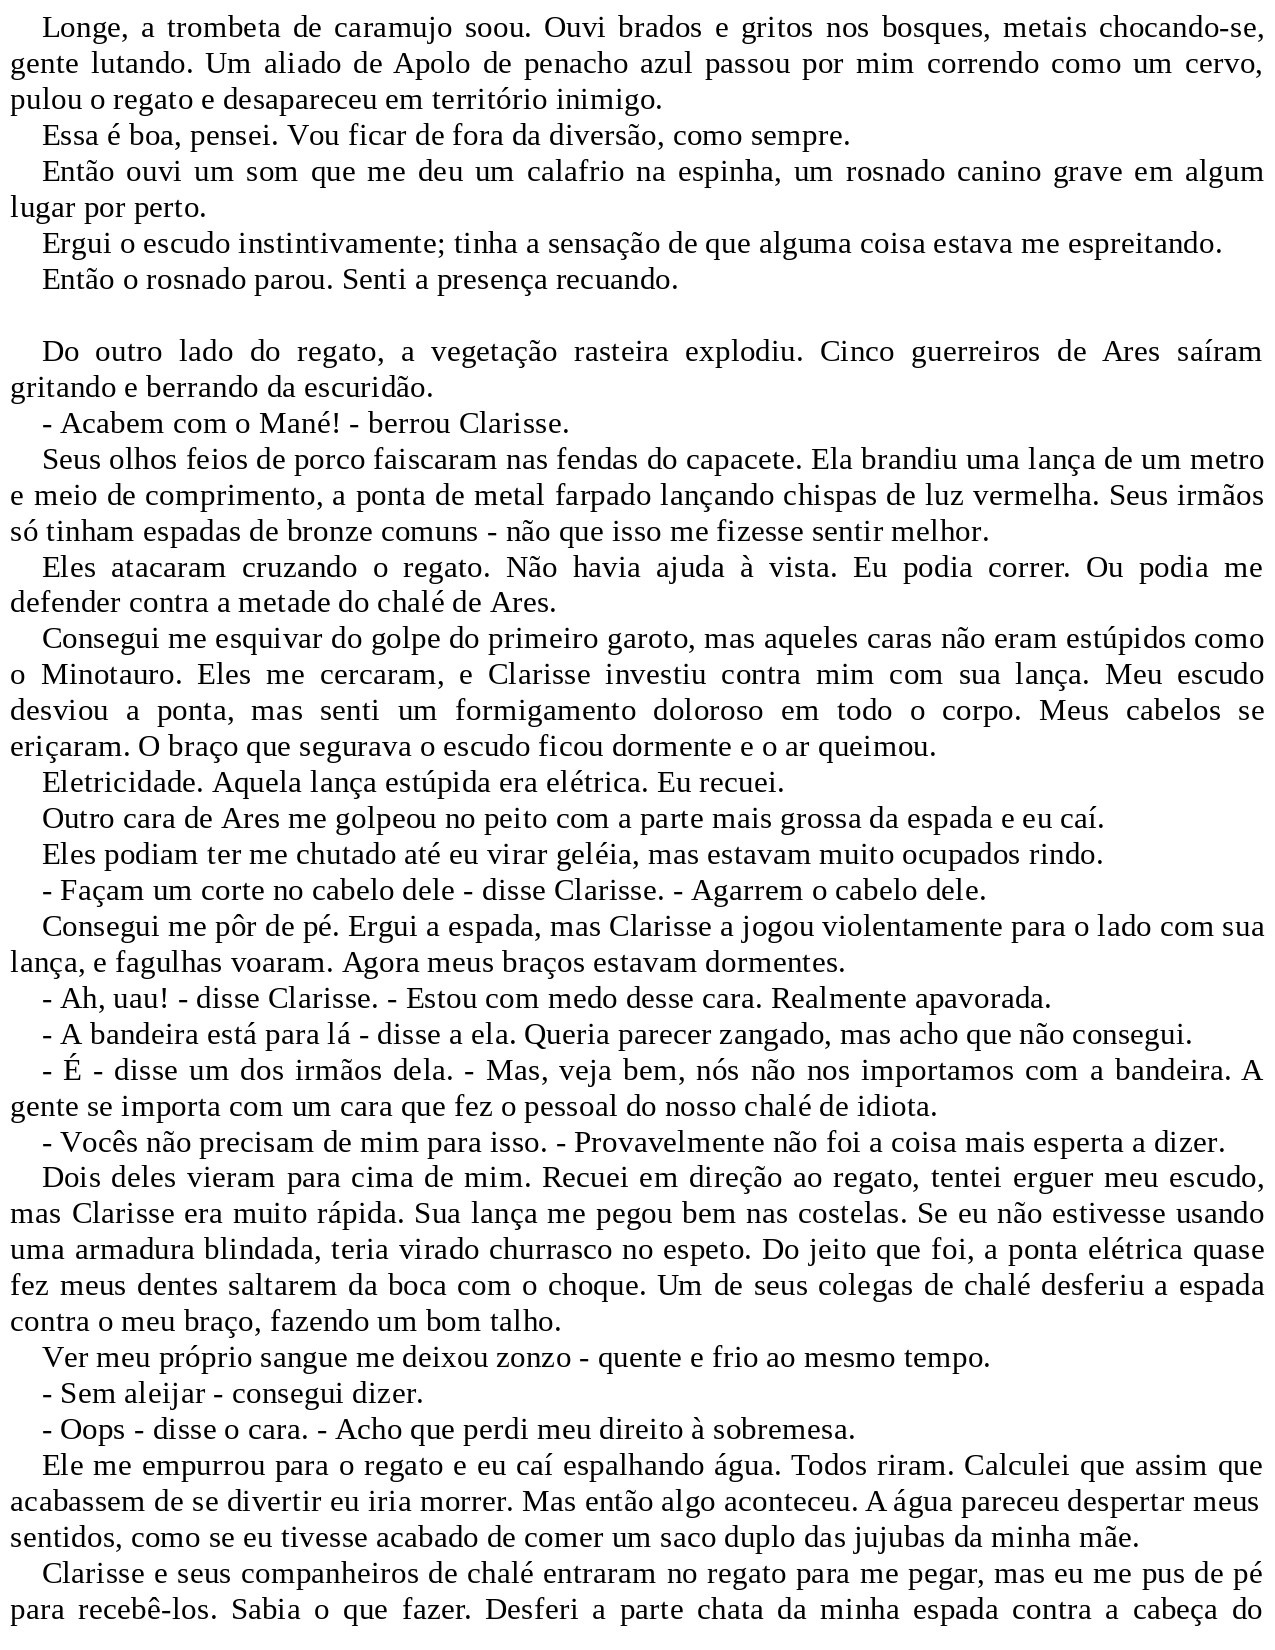 Longe, a trombeta de caramujo soou. Ouvi brados e gritos nos bosques, metais chocando-se,
gente lutando. Um aliado de Apolo de penacho azul passou por mim correndo como um cervo,
pulou o regato e desapareceu em território inimigo.
Essa é boa, pensei. Vou ficar de fora da diversão, como sempre.
Então ouvi um som que me deu um calafrio na espinha, um rosnado canino grave em algum
lugar por perto.
Ergui o escudo instintivamente; tinha a sensação de que alguma coisa estava me espreitando.
Então o rosnado parou. Senti a presença recuando.
Do outro lado do regato, a vegetação rasteira explodiu. Cinco guerreiros de Ares saíram
gritando e berrando da escuridão.
- Acabem com o Mané! - berrou Clarisse.
Seus olhos feios de porco faiscaram nas fendas do capacete. Ela brandiu uma lança de um metro
e meio de comprimento, a ponta de metal farpado lançando chispas de luz vermelha. Seus irmãos
só tinham espadas de bronze comuns - não que isso me fizesse sentir melhor.
Eles atacaram cruzando o regato. Não havia ajuda à vista. Eu podia correr. Ou podia me
defender contra a metade do chalé de Ares.
Consegui me esquivar do golpe do primeiro garoto, mas aqueles caras não eram estúpidos como
o Minotauro. Eles me cercaram, e Clarisse investiu contra mim com sua lança. Meu escudo
desviou a ponta, mas senti um formigamento doloroso em todo o corpo. Meus cabelos se
eriçaram. O braço que segurava o escudo ficou dormente e o ar queimou.
Eletricidade. Aquela lança estúpida era elétrica. Eu recuei.
Outro cara de Ares me golpeou no peito com a parte mais grossa da espada e eu caí.
Eles podiam ter me chutado até eu virar geléia, mas estavam muito ocupados rindo.
- Façam um corte no cabelo dele - disse Clarisse. - Agarrem o cabelo dele.
Consegui me pôr de pé. Ergui a espada, mas Clarisse a jogou violentamente para o lado com sua
lança, e fagulhas voaram. Agora meus braços estavam dormentes.
- Ah, uau! - disse Clarisse. - Estou com medo desse cara. Realmente apavorada.
- A bandeira está para lá - disse a ela. Queria parecer zangado, mas acho que não consegui.
- É - disse um dos irmãos dela. - Mas, veja bem, nós não nos importamos com a bandeira. A
gente se importa com um cara que fez o pessoal do nosso chalé de idiota.
- Vocês não precisam de mim para isso. - Provavelmente não foi a coisa mais esperta a dizer.
Dois deles vieram para cima de mim. Recuei em direção ao regato, tentei erguer meu escudo,
mas Clarisse era muito rápida. Sua lança me pegou bem nas costelas. Se eu não estivesse usando
uma armadura blindada, teria virado churrasco no espeto. Do jeito que foi, a ponta elétrica quase
fez meus dentes saltarem da boca com o choque. Um de seus colegas de chalé desferiu a espada
contra o meu braço, fazendo um bom talho.
Ver meu próprio sangue me deixou zonzo - quente e frio ao mesmo tempo.
- Sem aleijar - consegui dizer.
- Oops - disse o cara. - Acho que perdi meu direito à sobremesa.
Ele me empurrou para o regato e eu caí espalhando água. Todos riram. Calculei que assim que
acabassem de se divertir eu iria morrer. Mas então algo aconteceu. A água pareceu despertar meus
sentidos, como se eu tivesse acabado de comer um saco duplo das jujubas da minha mãe.
Clarisse e seus companheiros de chalé entraram no regato para me pegar, mas eu me pus de pé
para recebê-los. Sabia o que fazer. Desferi a parte chata da minha espada contra a cabeça do